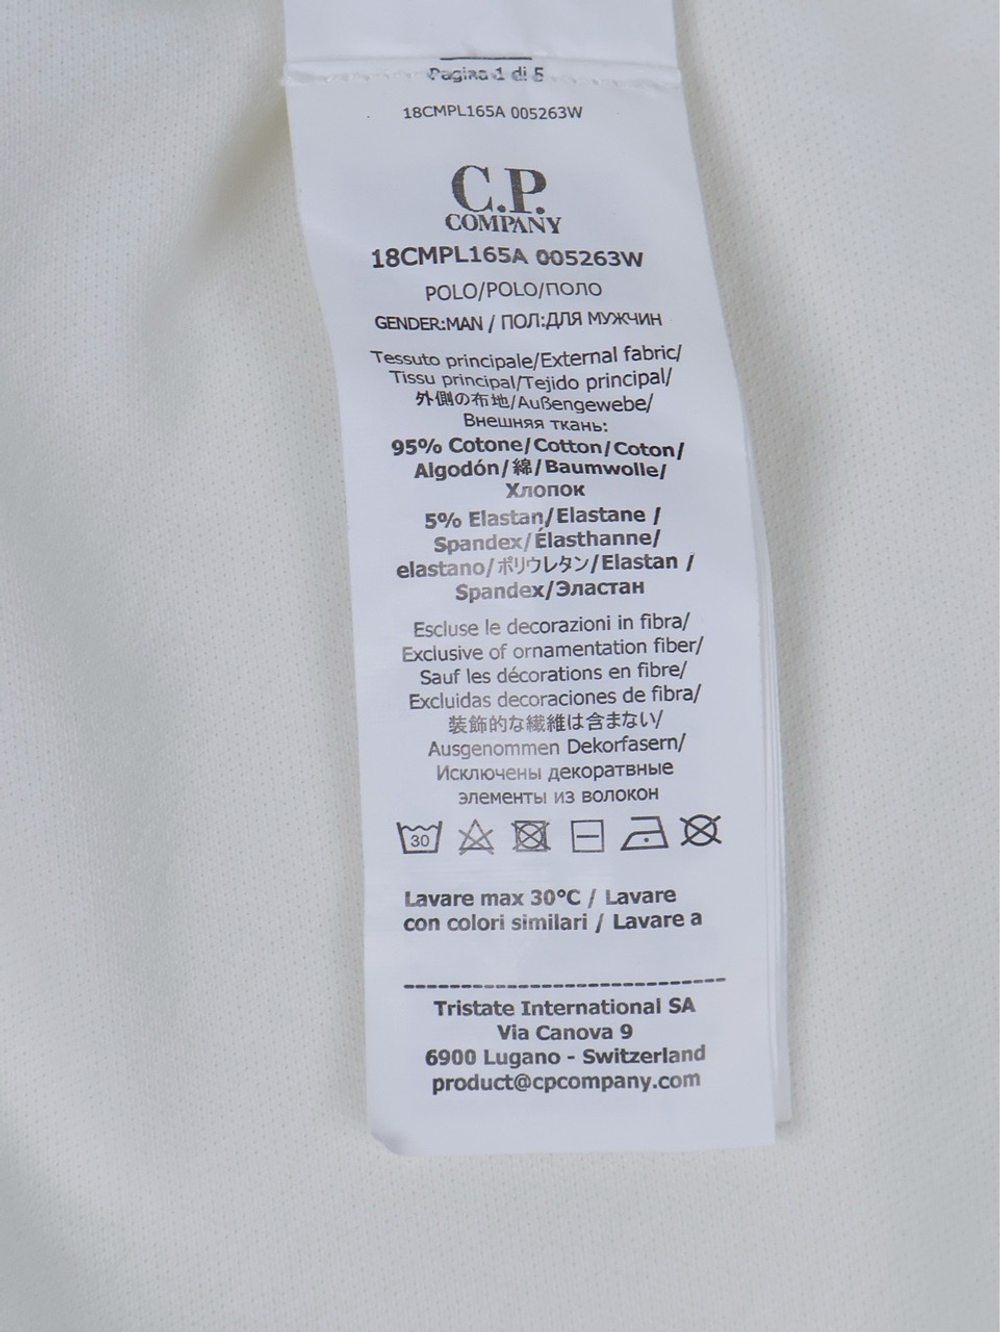 Pagina 1 di 5
18CMPL165A 005263W
C.P.
COMPANY
18CMPL165A 005263W
POLO/POLO/ПОЛО
GENDER:MAN / ПОЛ:ДЛЯ МУЖЧИН
Tessuto principale/External fabric/
Tissu principal/Tejido principal/
外側の布地/Außengewebe/
Внешняя ткань:
95% Cotone/Cotton/Coton/
Algodón/綿/Baumwolle/
Хлопок
5% Elastan/Elastane /
Spandex/Élasthanne/
elastano/ポリウレタン/Elastan /
Spandex/Эластан
Escluse le decorazioni in fibra/
Exclusive of ornamentation fiber/
Sauf les décorations en fibre/
Excluidas decoraciones de fibra/
装飾的な繊維は含まない/
Ausgenommen Dekorfasern/
Исключены декоратвные
элементы из волокон
30
Lavare max 30°C / Lavare
con colori similari / Lavare a
Tristate International SA
Via Canova 9
6900 Lugano - Switzerland
product@cpcompany.com